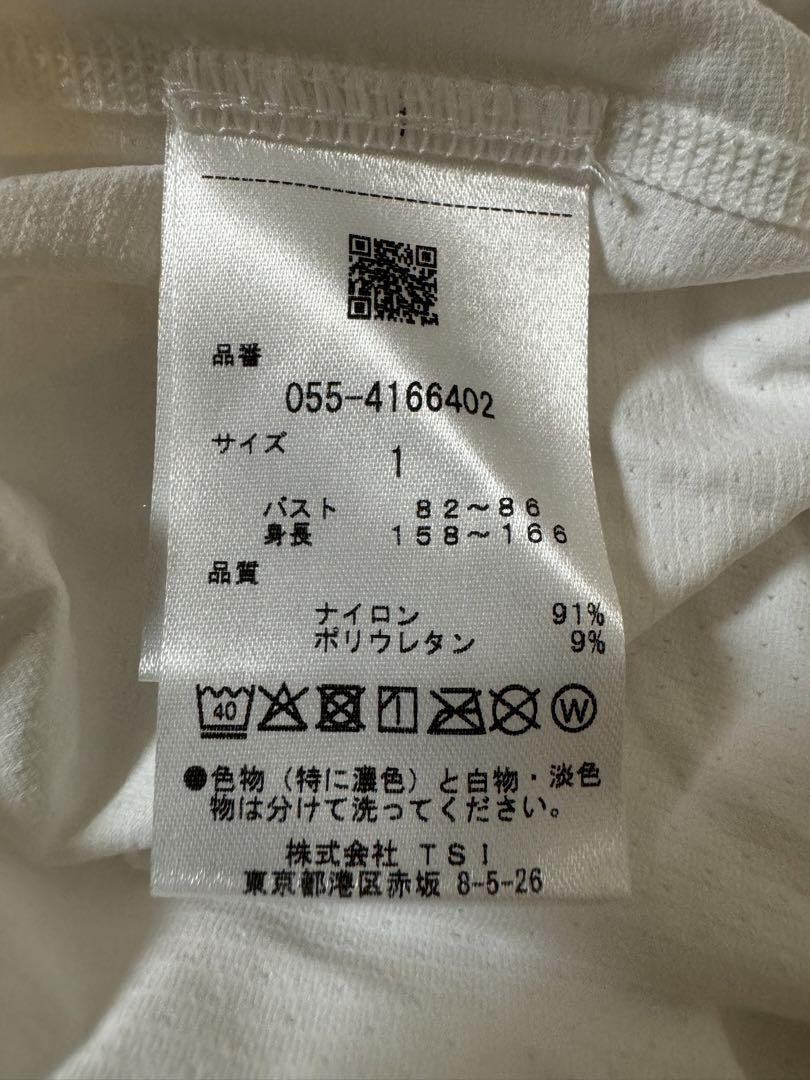 品番
055-4166402
サイズ
1
バスト 82～86
身長 158～166
品質
ナイロン 91%
ポリウレタン 9%
40 W
●色物（特に濃色）と白物・淡色
物は分けて洗ってください。
株式会社 TSI
東京都港区赤坂 8-5-26